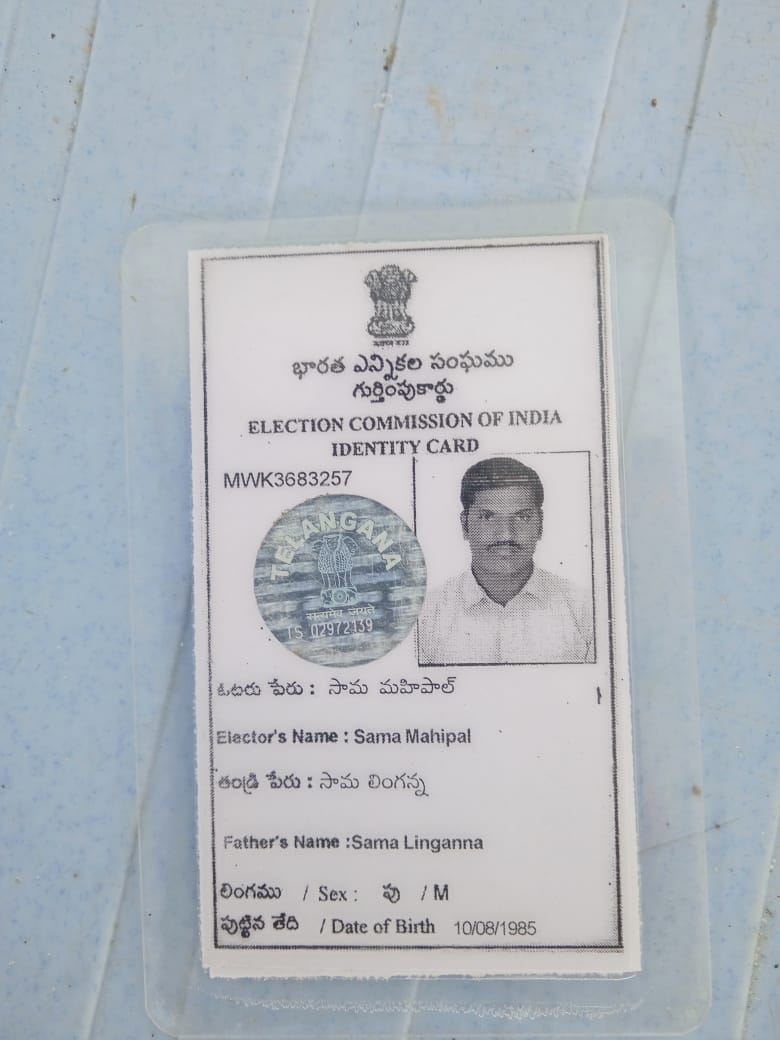 భారత ఎన్నికల సంఘము
గుర్తింపుకార్డు
ELECTION COMMISSION OF INDIA
IDENTITY CARD
MWK3683257
TELANGANA
सत्यमेव जयते
TS 02972439
ఓటరు పేరు : సామ మహిపాల్
Elector's Name : Sama Mahipal
తండ్రి పేరు : సామ లింగన్న
Father's Name :Sama Linganna
లింగము / Sex : పు / M
పుట్టిన తేది / Date of Birth 10/08/1985